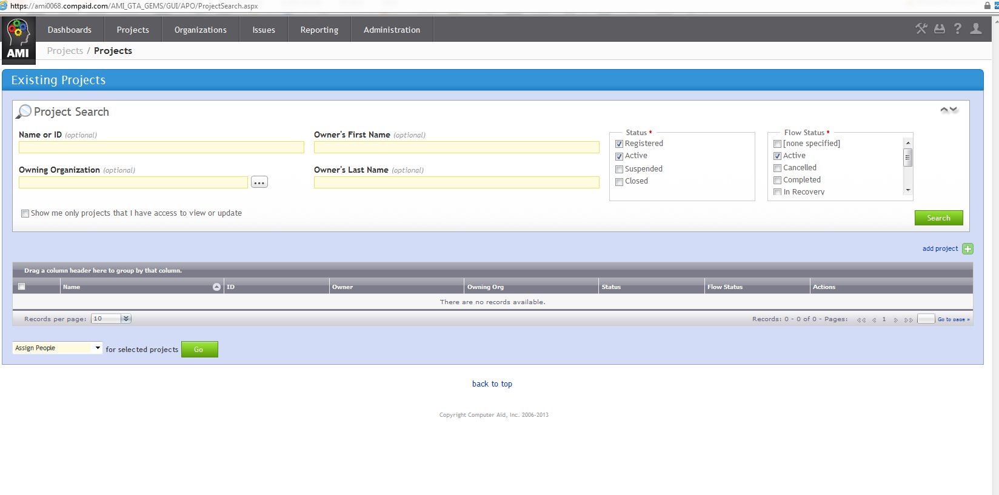 https://ami0068.compaid.com/AMI_GTA_GEMS/GUI/APO/ProjectSearch.aspx
AMI
Dashboards Projects Organizations Issues Reporting Administration ?
Projects / Projects
Existing Projects
Project Search
Name or ID (optional)
Owner's First Name (optional)
Owning Organization (optional)
...
Owner's Last Name (optional)
Status *
Registered
Active
Suspended
Closed
Flow Status *
[none specified]
Active
Cancelled
Completed
In Recovery
Show me only projects that I have access to view or update
Search
add project
Drag a column header here to group by that column.
Name ID Owner Owning Org Status Flow Status Actions
There are no records available.
Records per page: 10 Records: 0 - 0 of 0 - Pages: 1 Go to page »
Assign People for selected projects Go
back to top
Copyright Computer Aid, Inc. 2006-2013